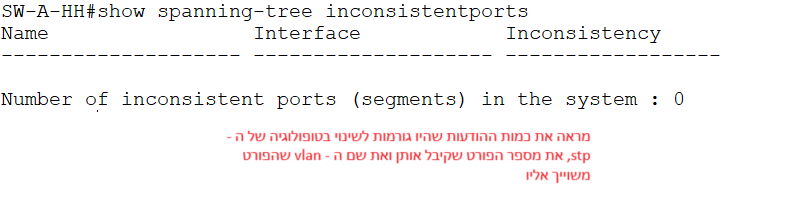 SW-A-HH#show spanning-tree inconsistentports
Name                 Interface            Inconsistency
-------------------- -------------------- ------------------
Number of inconsistent ports (segments) in the system : 0
מראה את כמות ההודעות שהיו גורמות לשינוי בטופולוגיה של ה -
stp, את מספר הפורט שקיבל אותן ואת שם ה - vlan שהפורט
משוייך אליו